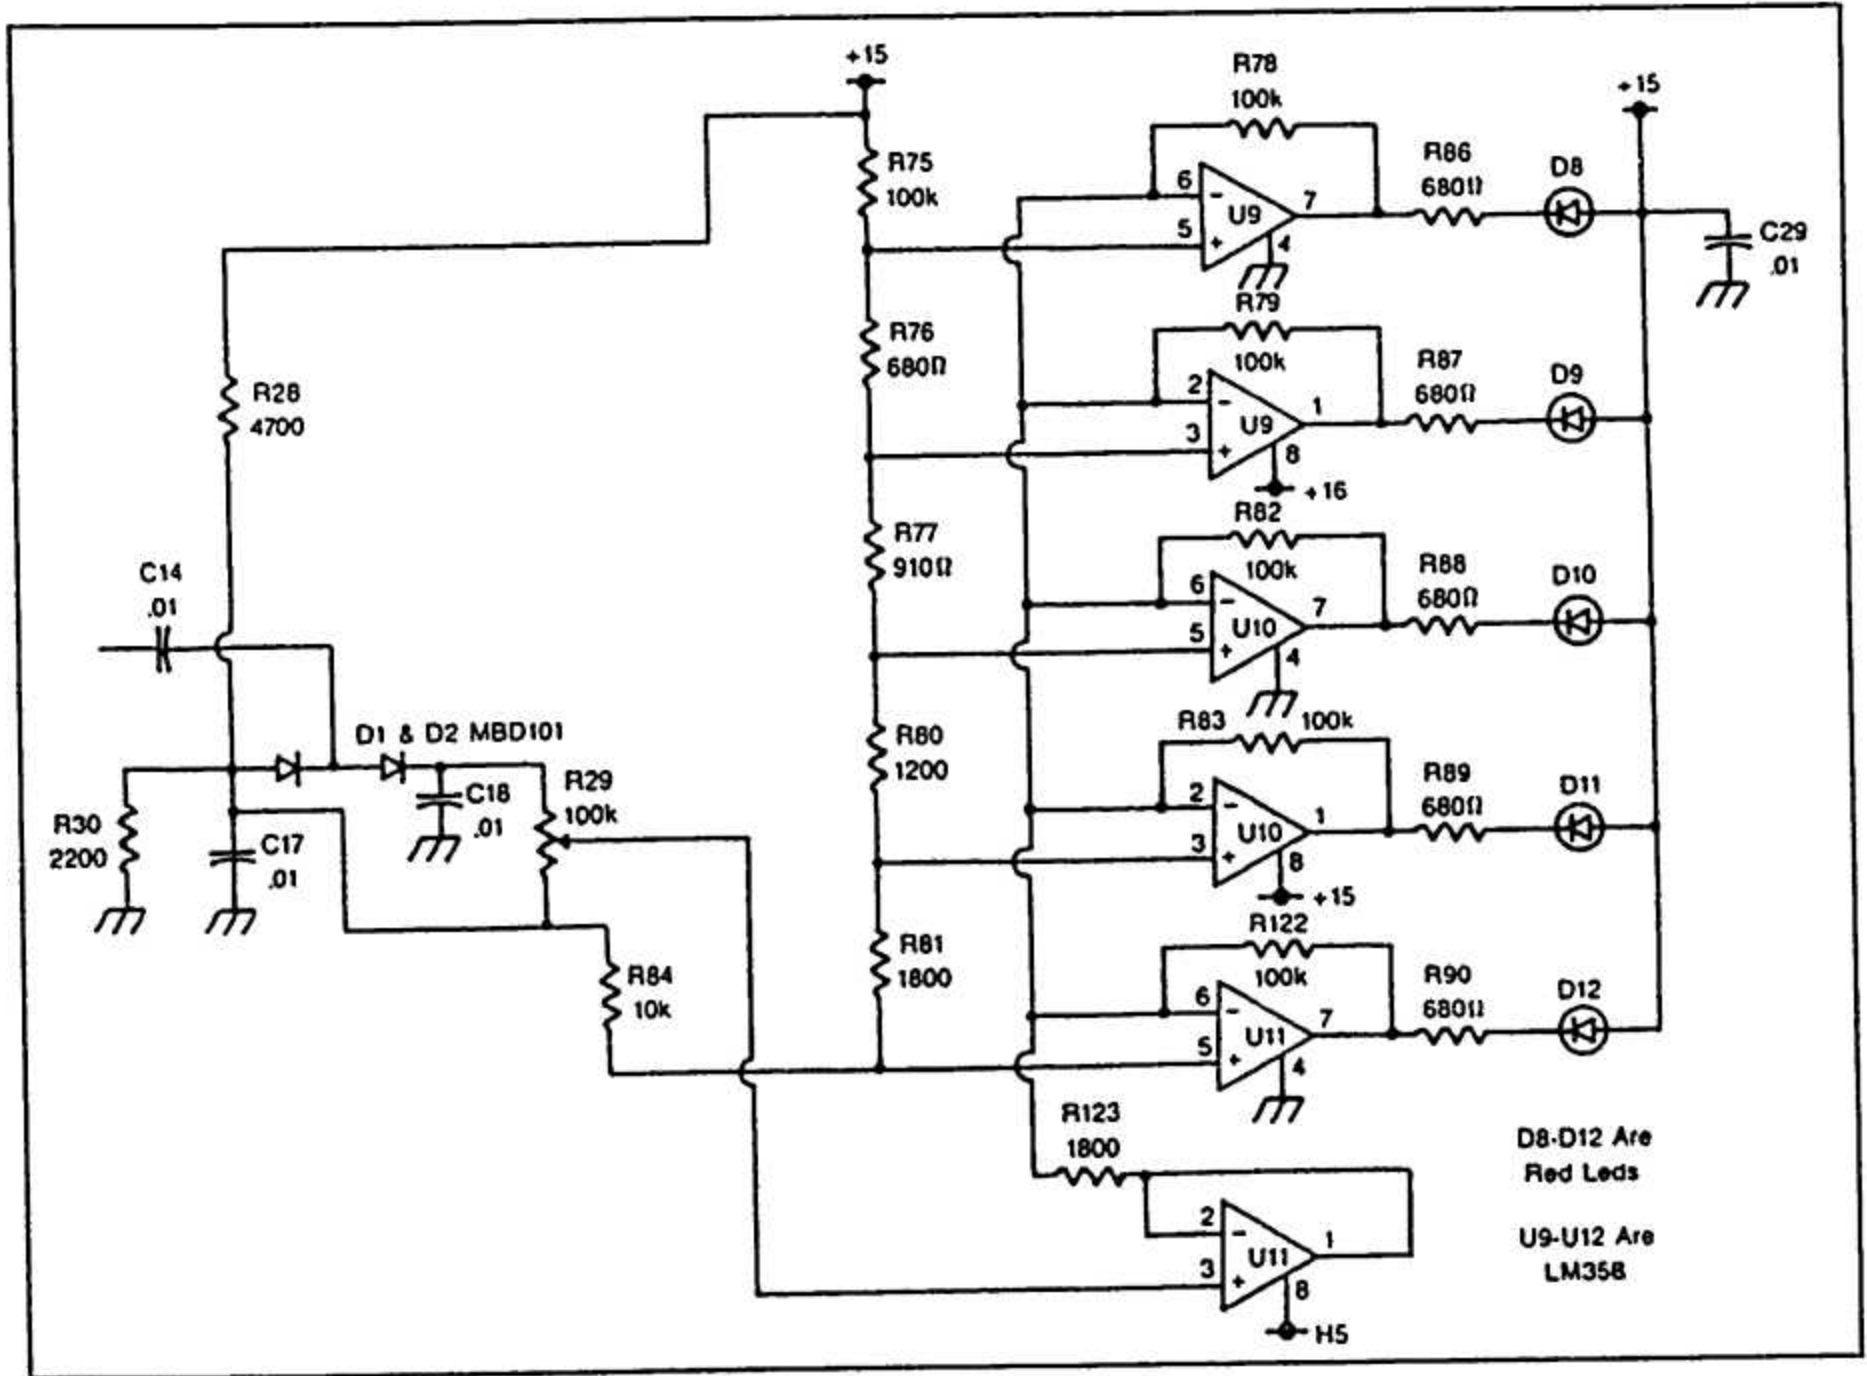 +15
R75
100k
R78
100k
6
-
U9
7
5
+
4
R86
680Ω
D8
+15
C29
.01
R76
680Ω
R79
100k
2
-
U9
1
3
+
8
+16
R87
680Ω
D9
R28
4700
R77
910Ω
R82
100k
6
-
U10
7
5
+
4
R88
680Ω
D10
C14
.01
D1 & D2 MBD101
R80
1200
R83
100k
2
-
U10
1
3
+
8
+15
R89
680Ω
D11
R30
2200
C17
.01
C18
.01
R29
100k
R84
10k
R81
1800
R122
100k
6
-
U11
7
5
+
4
R90
680Ω
D12
R123
1800
2
-
U11
1
3
+
8
H5
D8-D12 Are
Red Leds
U9-U12 Are
LM358